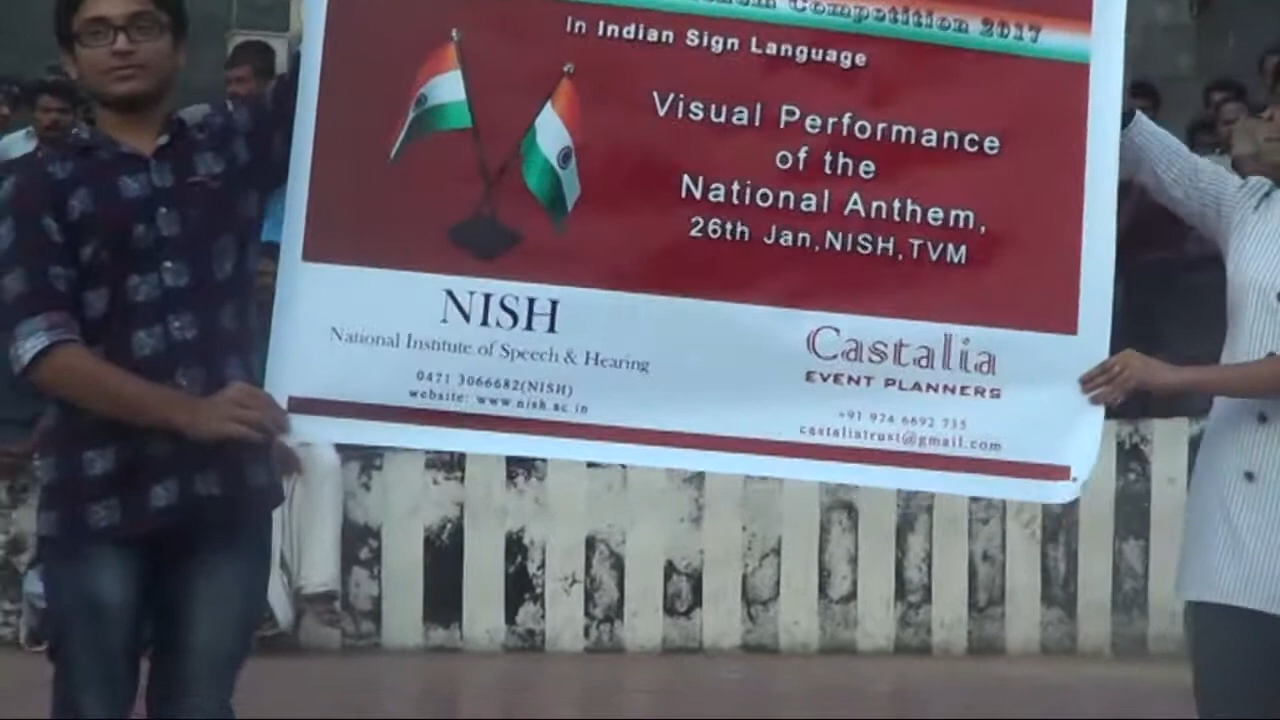 Competition 2017
In Indian Sign Language
Visual Performance
of the
National Anthem,
26th Jan,NISH,TVM
NISH
National Institute of Speech & Hearing
0471 3066682(NISH)
website: www.nish.ac.in
Castalia
EVENT PLANNERS
+91 974 6692 735
castaliatrust@gmail.com